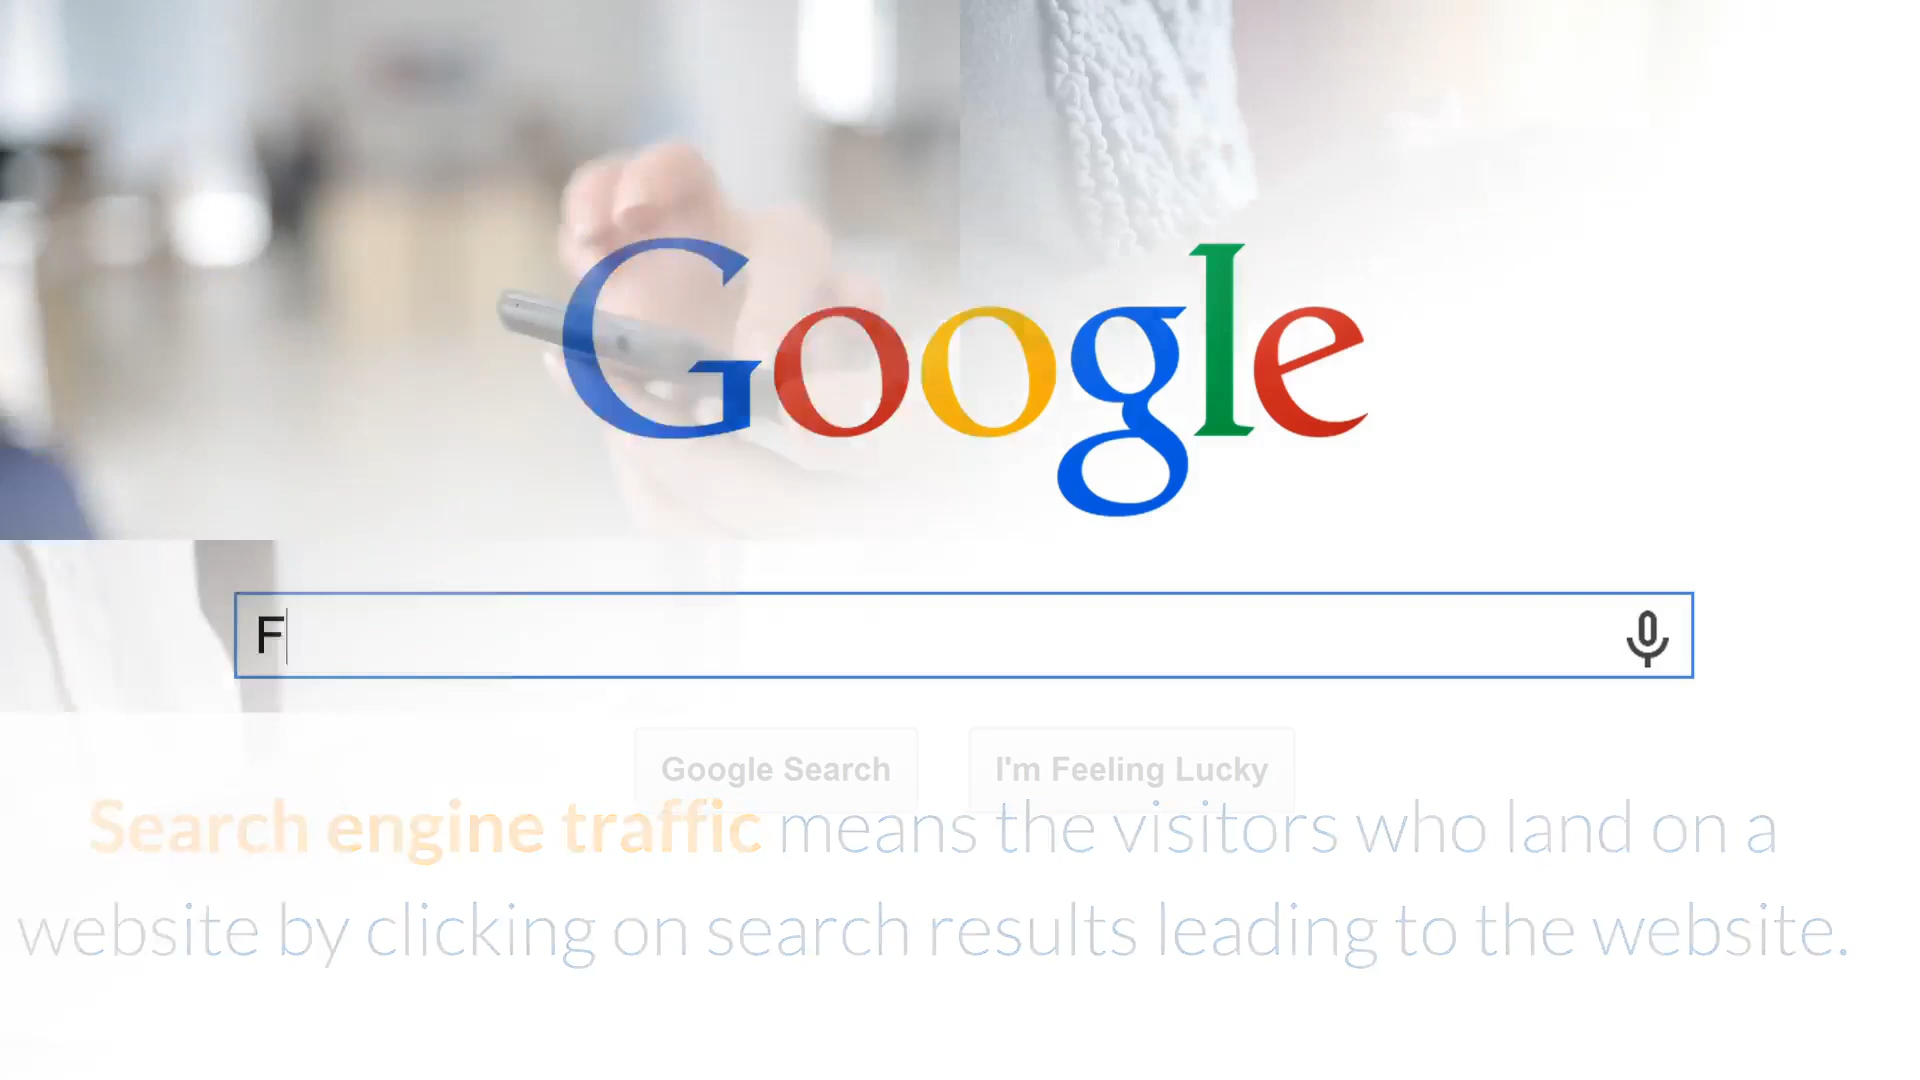 Google
F
Google Search
I'm Feeling Lucky
Search engine traffic means the visitors who land on a
website by clicking on search results leading to the website.